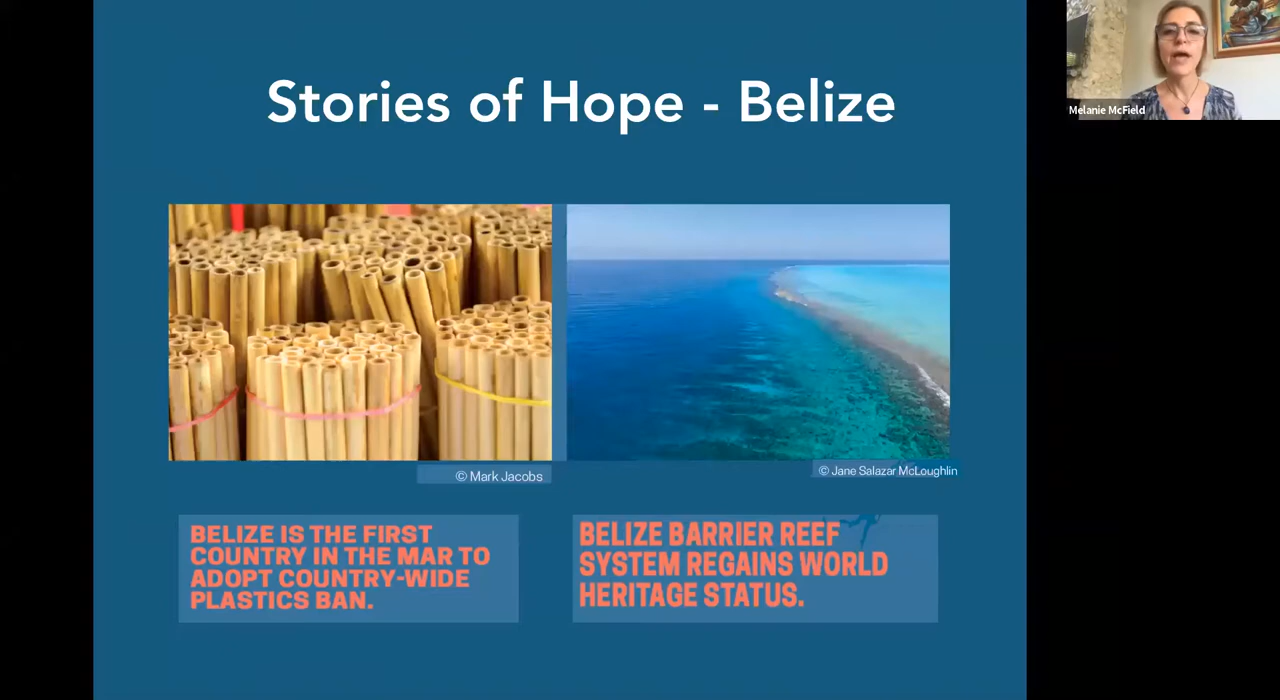 Stories of Hope - Belize
Melanie McField
© Mark Jacobs
© Jane Salazar McLoughlin
BELIZE IS THE FIRST
COUNTRY IN THE MAR TO
ADOPT COUNTRY-WIDE
PLASTICS BAN.
BELIZE BARRIER REEF
SYSTEM REGAINS WORLD
HERITAGE STATUS.